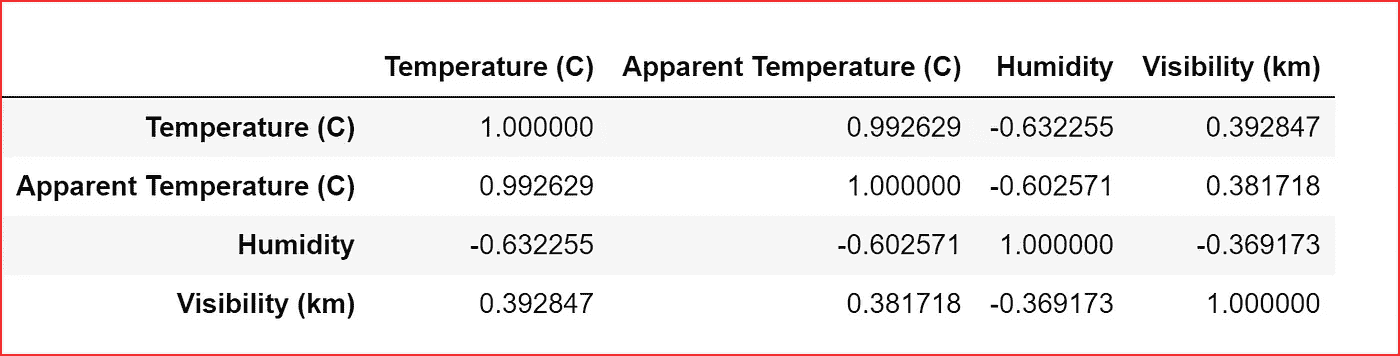 Temperature (C) Apparent Temperature (C) Humidity Visibility (km)
Temperature (C) 1.000000 0.992629 -0.632255 0.392847
Apparent Temperature (C) 0.992629 1.000000 -0.602571 0.381718
Humidity -0.632255 -0.602571 1.000000 -0.369173
Visibility (km) 0.392847 0.381718 -0.369173 1.000000